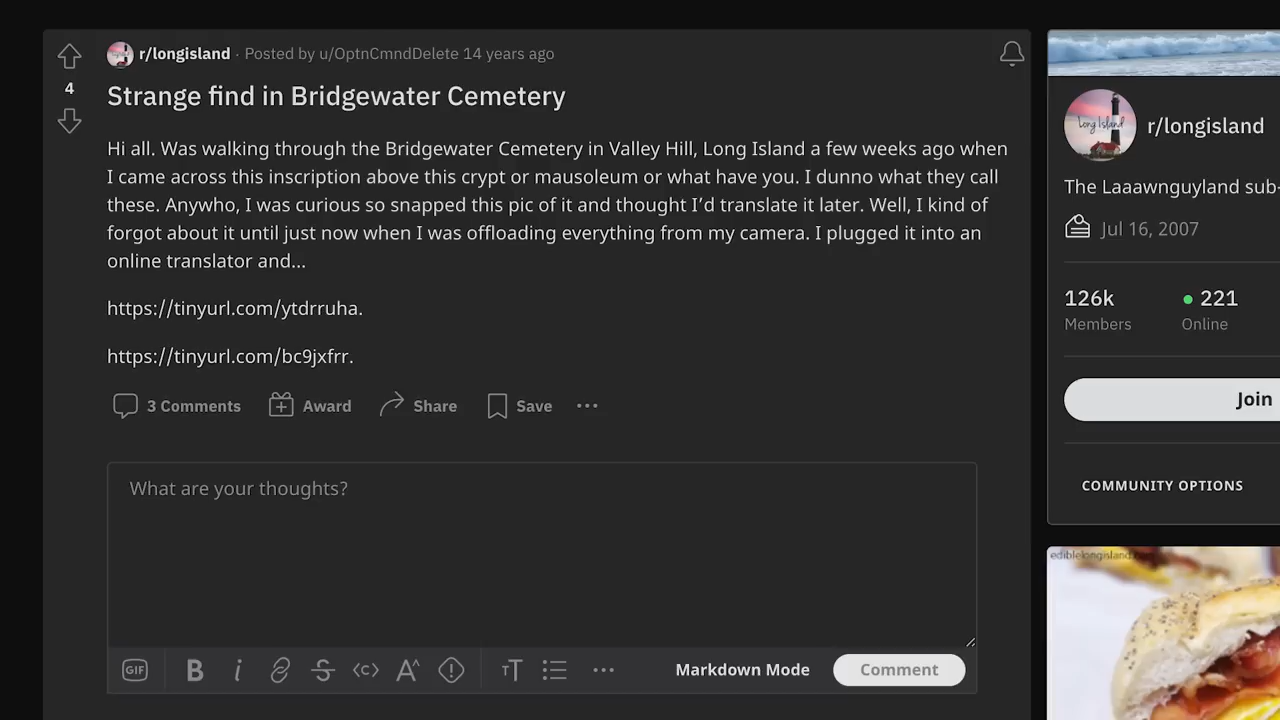 r/longisland · Posted by u/OptnCmndDelete 14 years ago
4
Strange find in Bridgewater Cemetery
Hi all. Was walking through the Bridgewater Cemetery in Valley Hill, Long Island a few weeks ago when
I came across this inscription above this crypt or mausoleum or what have you. I dunno what they call
these. Anywho, I was curious so snapped this pic of it and thought I’d translate it later. Well, I kind of
forgot about it until just now when I was offloading everything from my camera. I plugged it into an
online translator and...
https://tinyurl.com/ytdrruha.
https://tinyurl.com/bc9jxfrr.
3 Comments Award Share Save ···
What are your thoughts?
GIF B i S <c> A^ TT ··· Markdown Mode Comment
Long Island
r/longisland
The Laaawnguyland sub-
Jul 16, 2007
126k 221
Members Online
Join
COMMUNITY OPTIONS
ediblelongisland.com